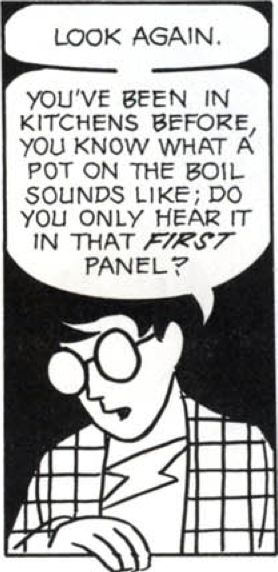 LOOK AGAIN.
YOU'VE BEEN IN
KITCHENS BEFORE,
YOU KNOW WHAT A
POT ON THE BOIL
SOUNDS LIKE; DO
YOU ONLY HEAR IT
IN THAT FIRST
PANEL?